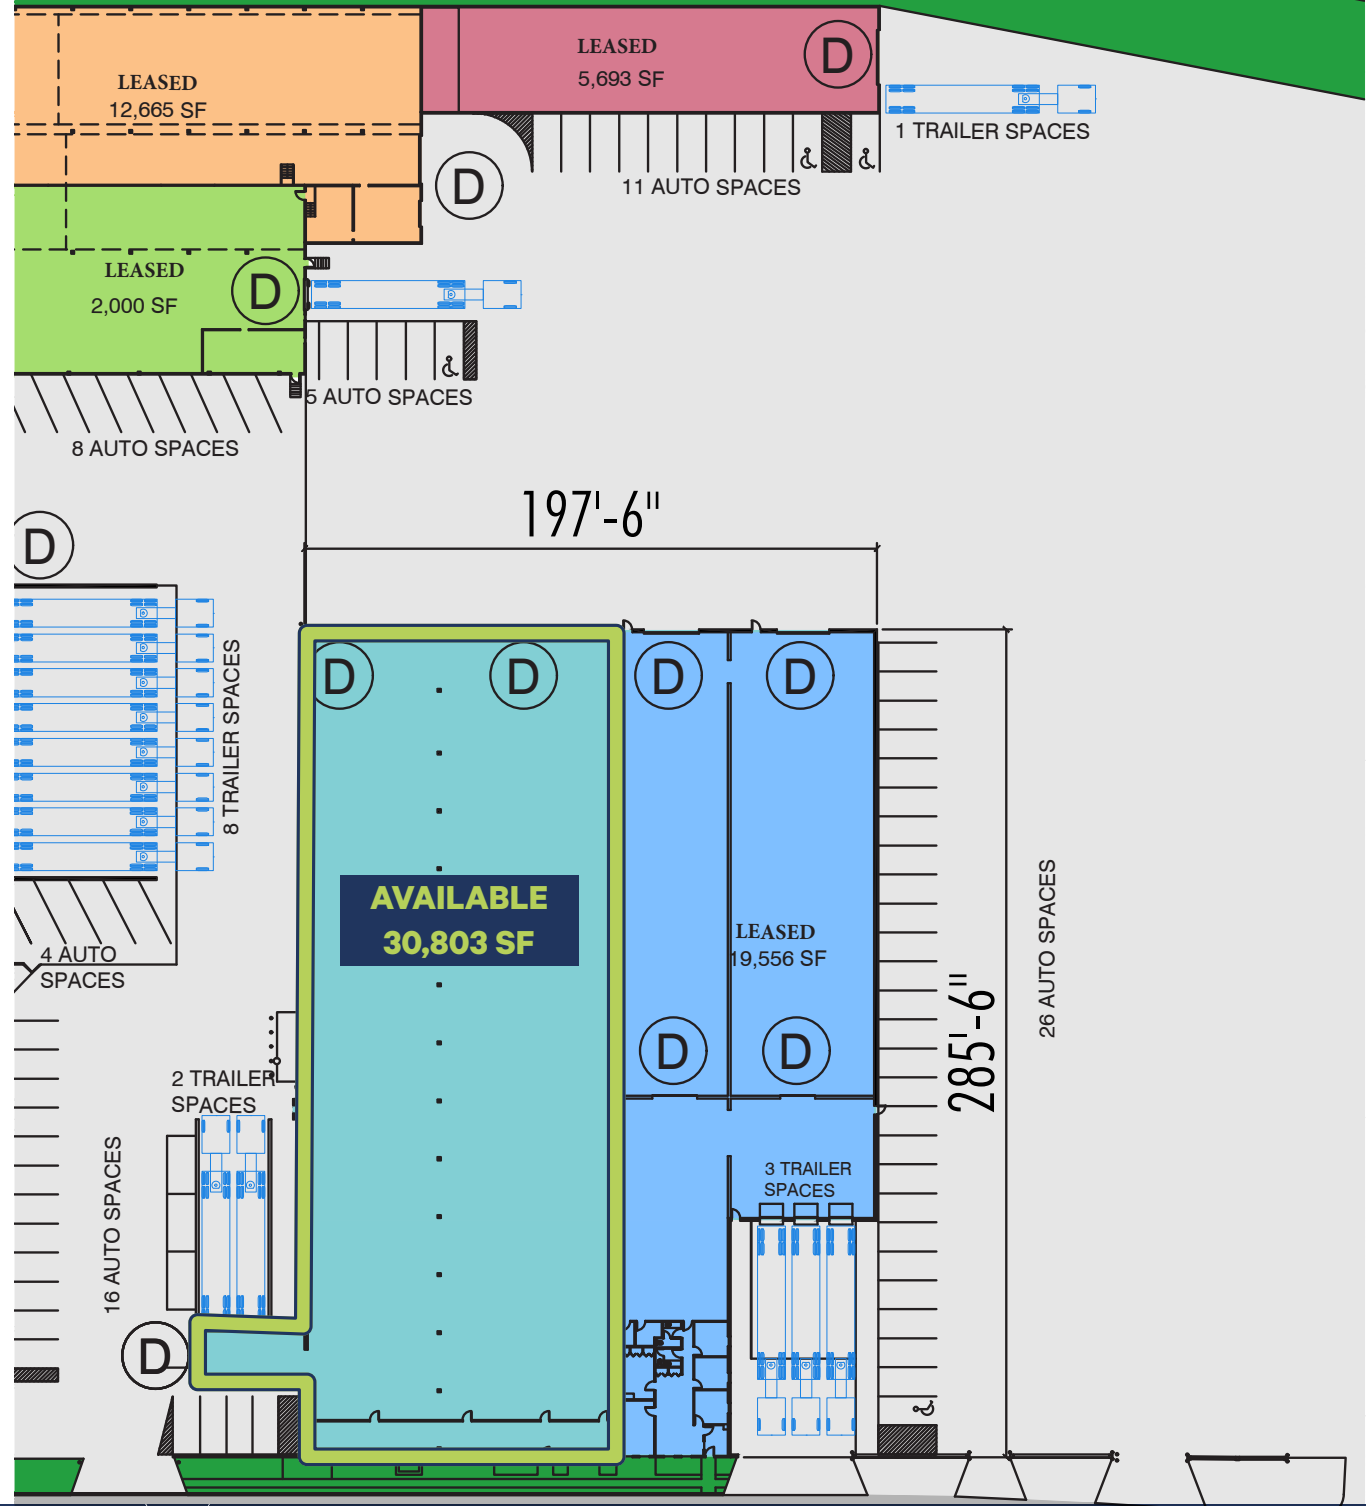 LEASED
5,693 SF
D
LEASED
12,665 SF
1 TRAILER SPACES
D
11 AUTO SPACES
LEASED
2,000 SF
D
5 AUTO SPACES
8 AUTO SPACES
197'-6"
D
8 TRAILER SPACES
D
D
D
D
AVAILABLE
30,803 SF
LEASED
19,556 SF
26 AUTO SPACES
4 AUTO
SPACES
285'-6"
D
D
2 TRAILER
SPACES
16 AUTO SPACES
3 TRAILER
SPACES
D